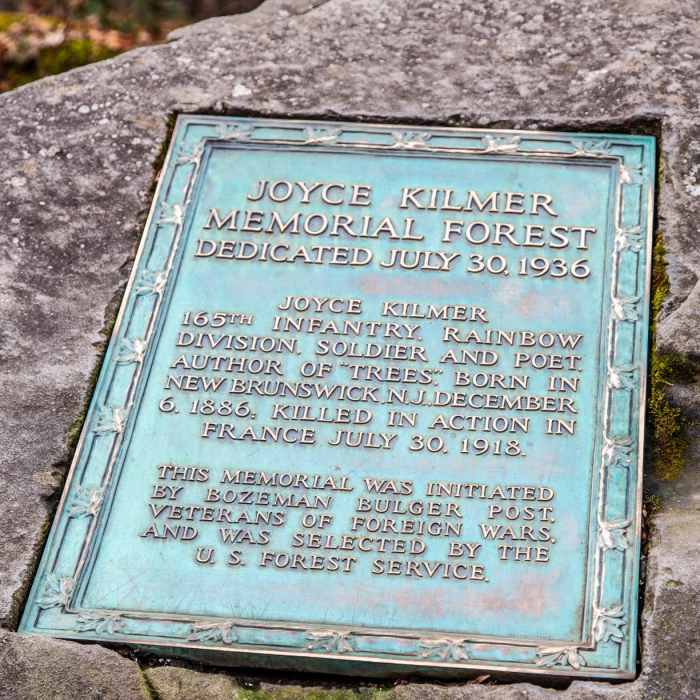 JOYCE KILMER
MEMORIAL FOREST
DEDICATED JULY 30, 1936
JOYCE KILMER
165TH INFANTRY, RAINBOW
DIVISION, SOLDIER AND POET,
AUTHOR OF "TREES", BORN IN
NEW BRUNSWICK, N.J. DECEMBER
6, 1886, KILLED IN ACTION IN
FRANCE JULY 30, 1918.
THIS MEMORIAL WAS INITIATED
BY BOZEMAN BULGER POST,
VETERANS OF FOREIGN WARS,
AND WAS SELECTED BY THE
U. S. FOREST SERVICE.